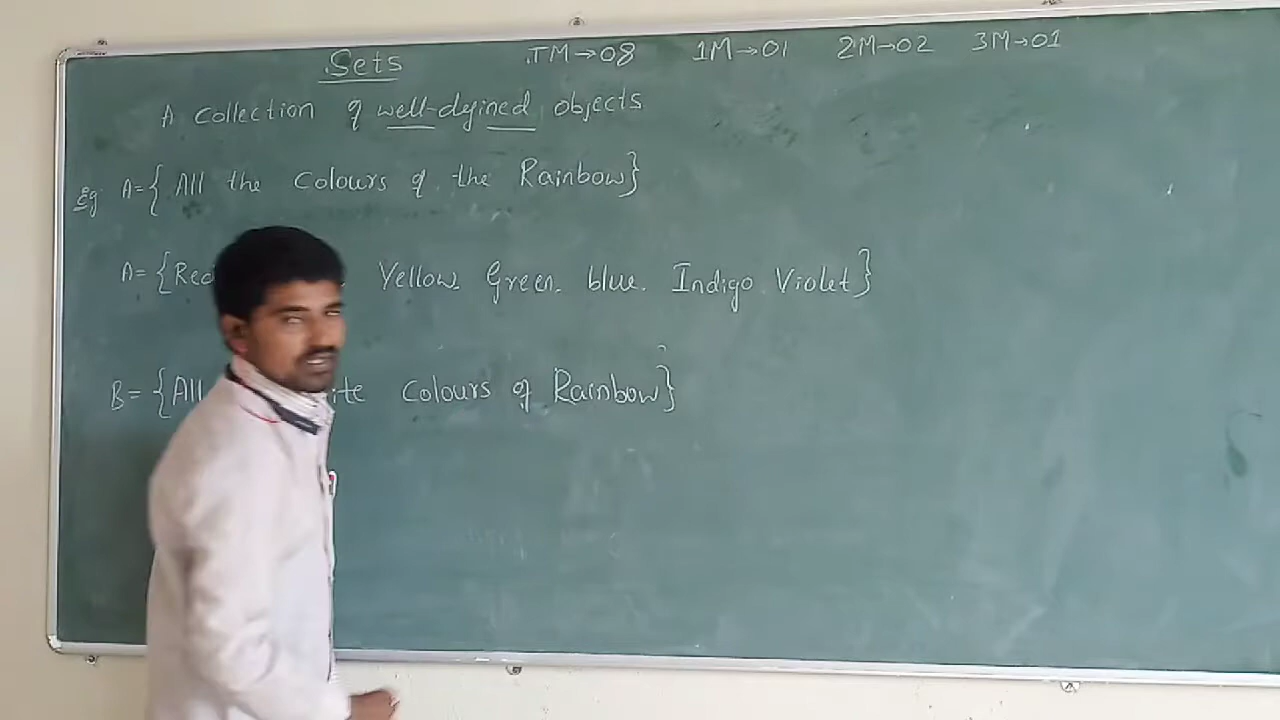 Sets TM→08 1M→01 2M→02 3M→01
A collection of well-defined objects
Eg A={All the Colours of the Rainbow}
A={Red Yellow Green blue. Indigo Violet}
B={All Colours of Rainbow}